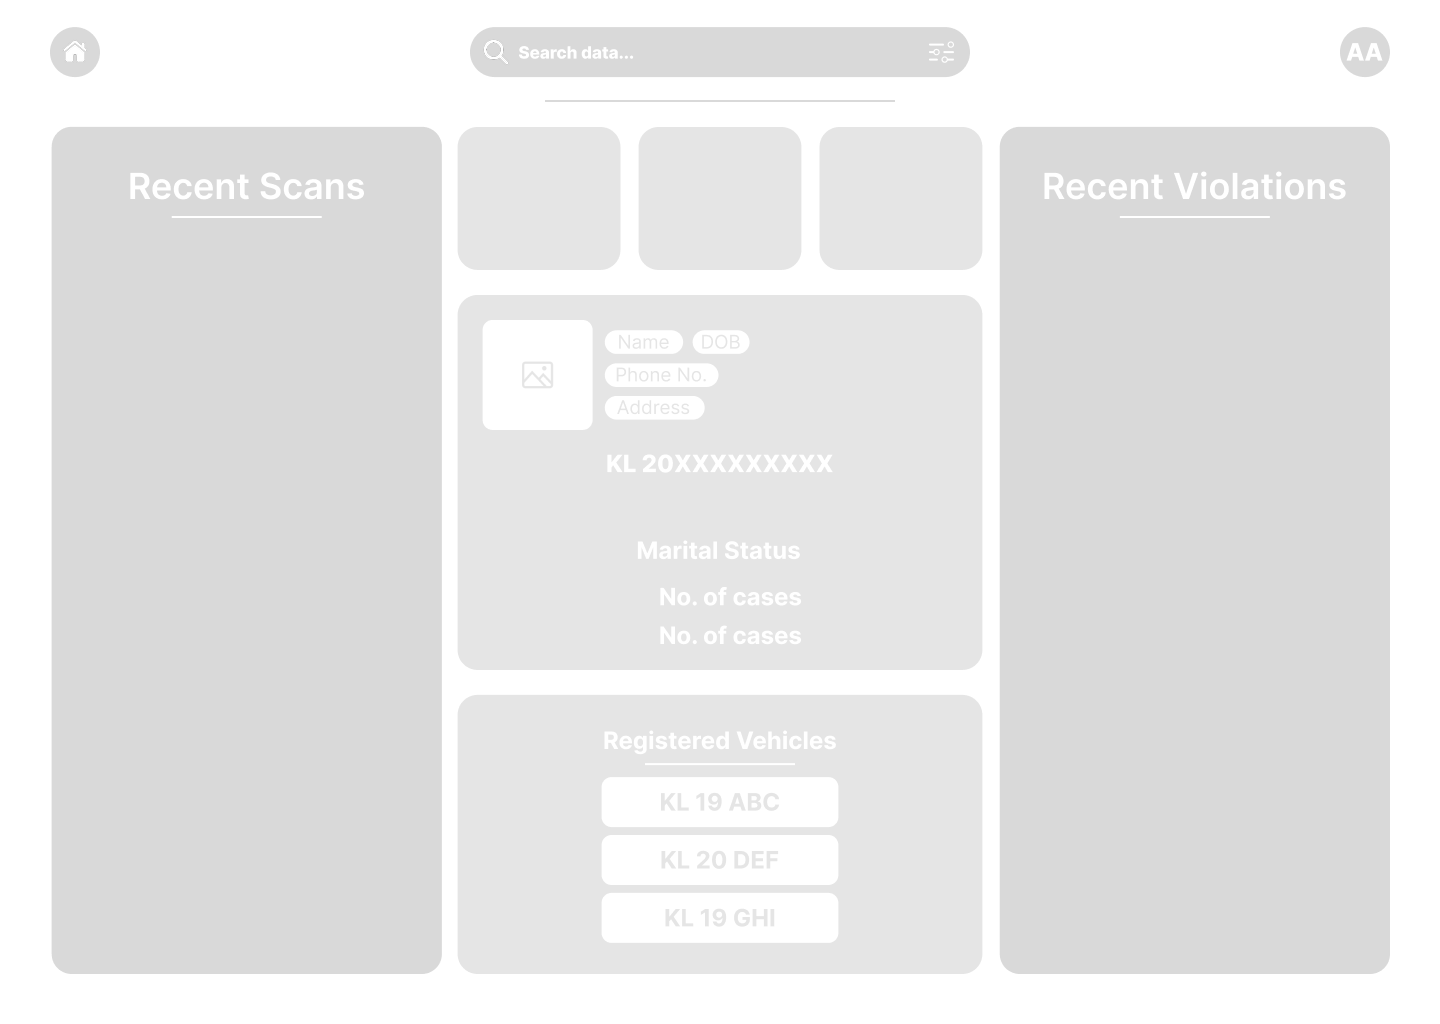 Search data...
AA
Recent Scans
Recent Violations
Name DOB
Phone No.
Address
KL 20XXXXXXXXX
Marital Status
No. of cases
No. of cases
Registered Vehicles
KL 19 ABC
KL 20 DEF
KL 19 GHI